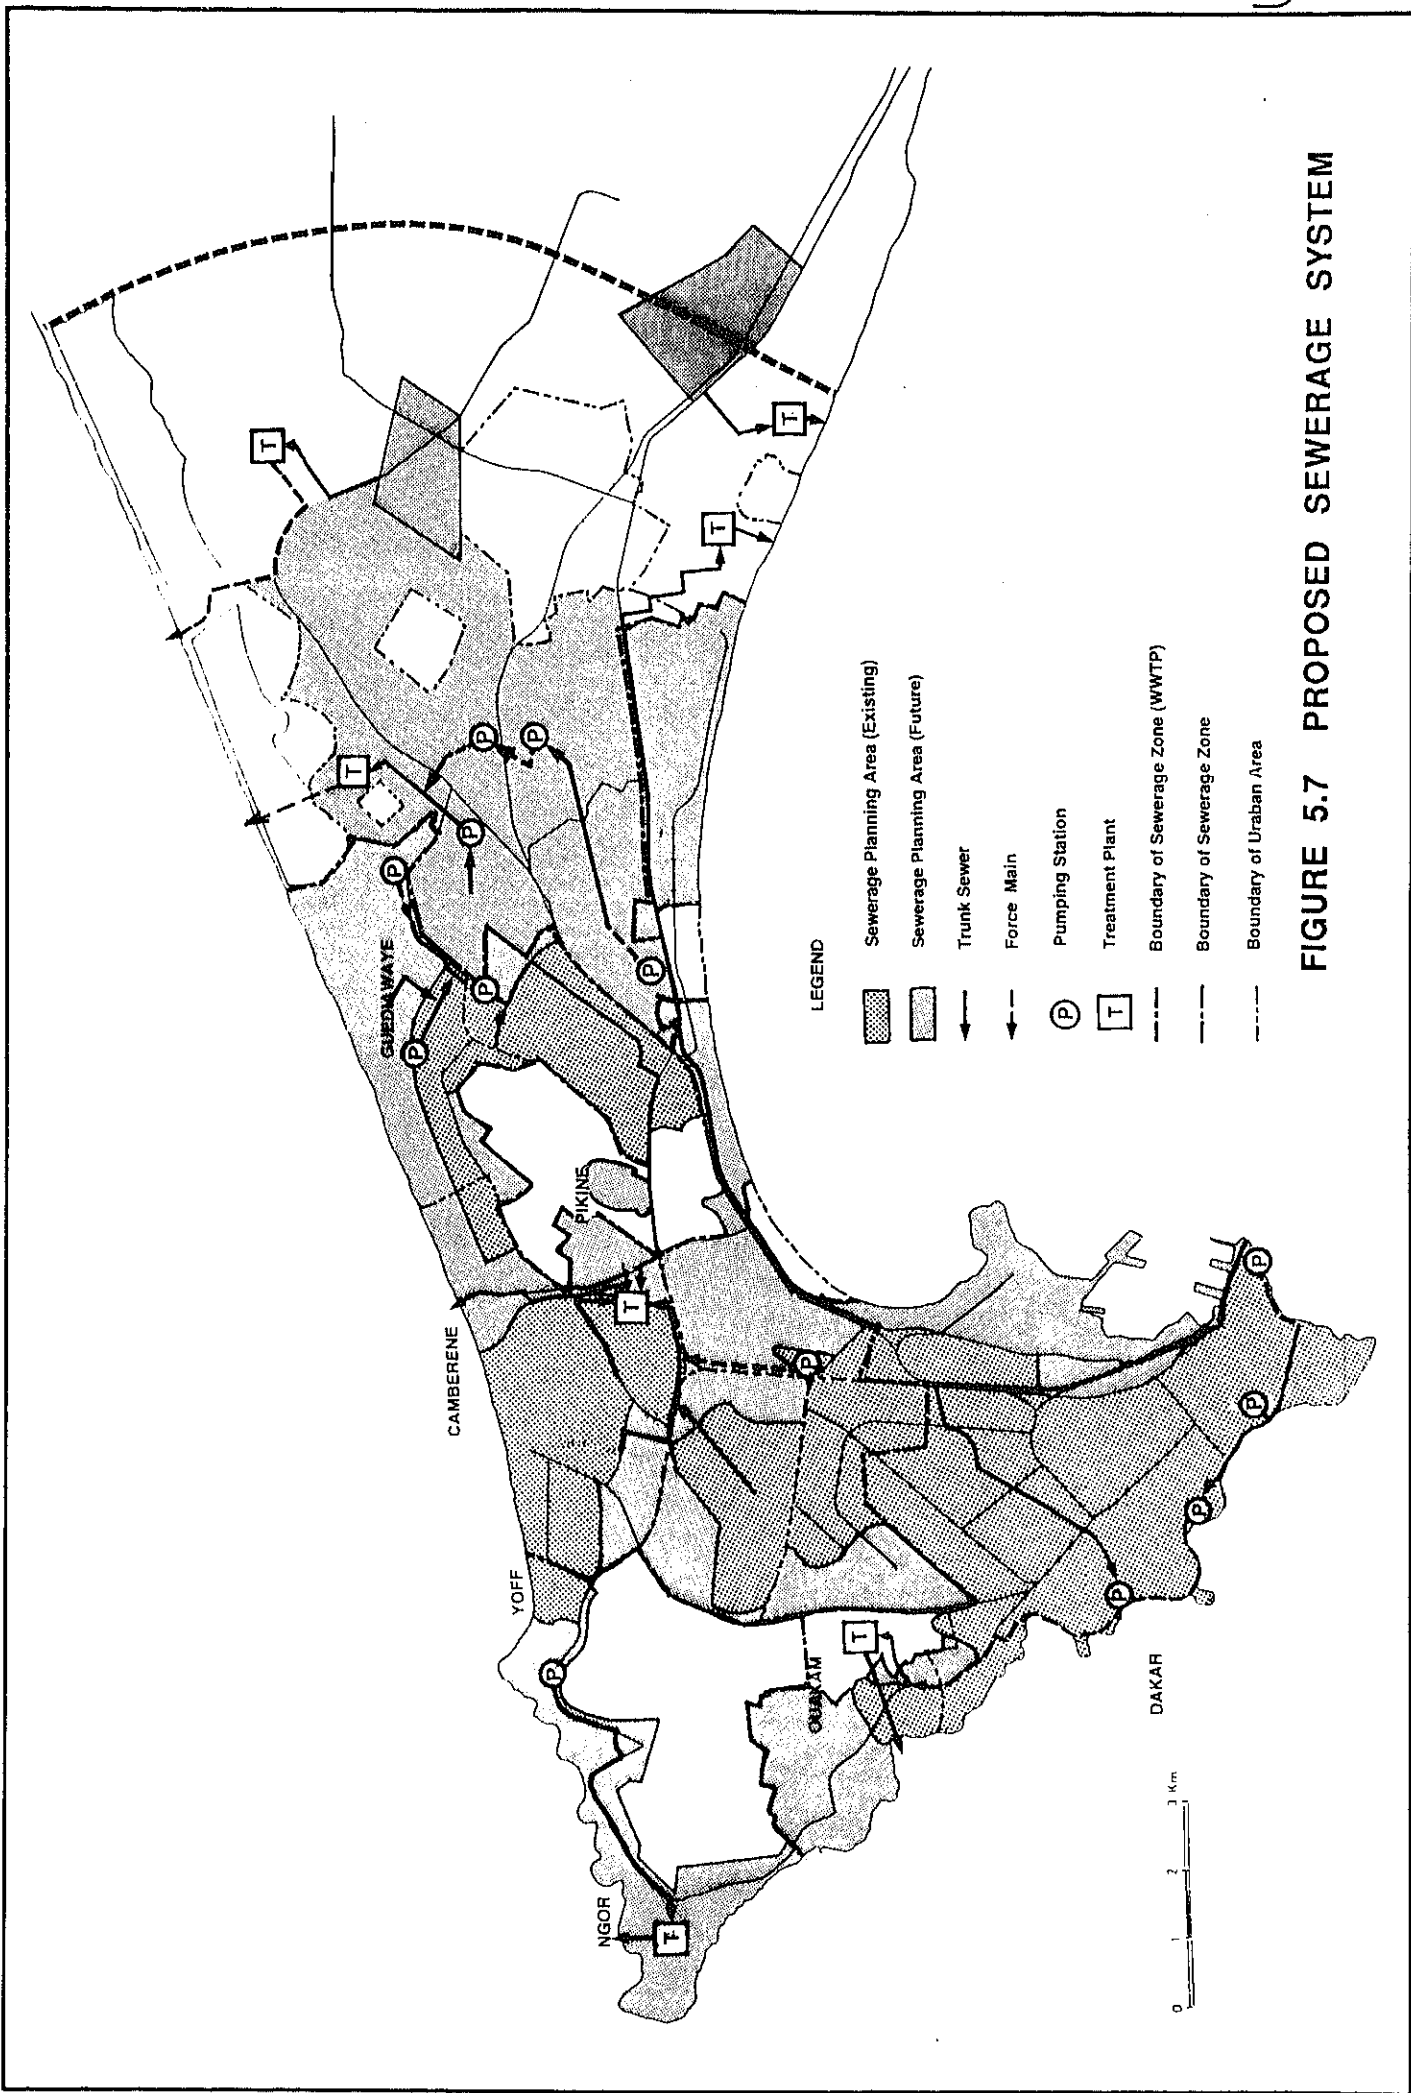 GUEDIAWAYE
CAMBERENE
PIKINE
YOFF
NGOR
OUAKAM
DAKAR
T
T
T
T
T
T
T
P
P
P
P
P
P
P
P
P
P
P
P
P
0 1 2 3 Km
LEGEND
Sewerage Planning Area (Existing)
Sewerage Planning Area (Future)
Trunk Sewer
Force Main
P Pumping Station
T Treatment Plant
Boundary of Sewerage Zone (WWTP)
Boundary of Sewerage Zone
Boundary of Uraban Area
FIGURE 5.7 PROPOSED SEWERAGE SYSTEM